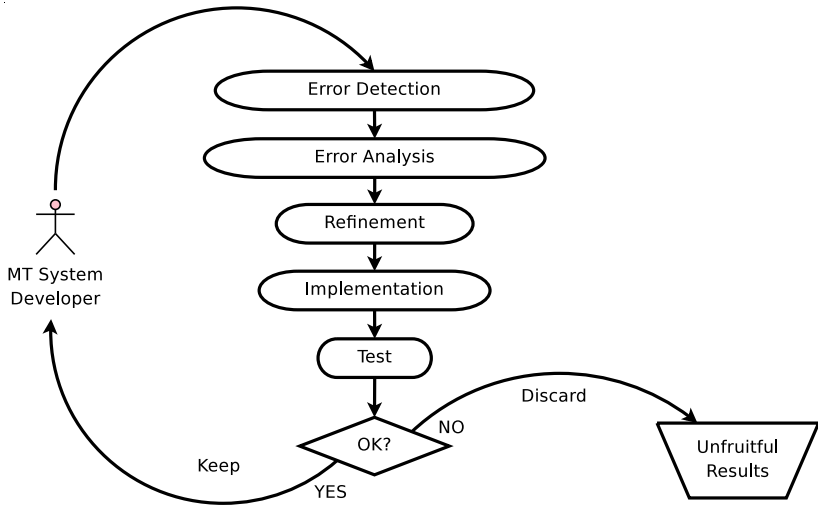 Error Detection
Error Analysis
Refinement
MT System
Developer
Implementation
Test
Discard
NO
OK?
Unfruitful
Results
Keep
YES